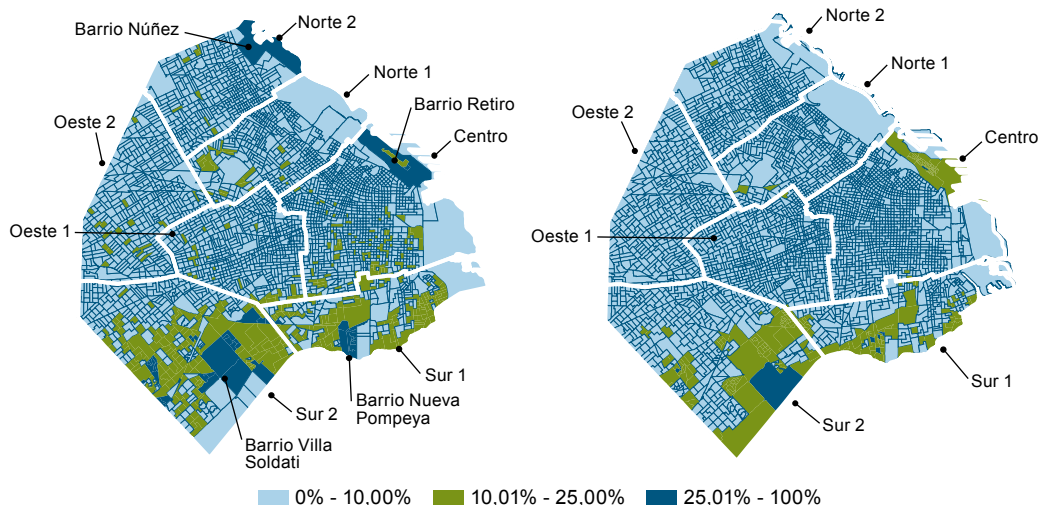 Barrio Núñez
Norte 2
Norte 1
Barrio Retiro
Centro
Oeste 2
Oeste 1
Sur 1
Barrio Nueva
Pompeya
Sur 2
Barrio Villa
Soldati
Norte 2
Norte 1
Centro
Oeste 2
Oeste 1
Sur 1
Sur 2
0% - 10,00%
10,01% - 25,00%
25,01% - 100%